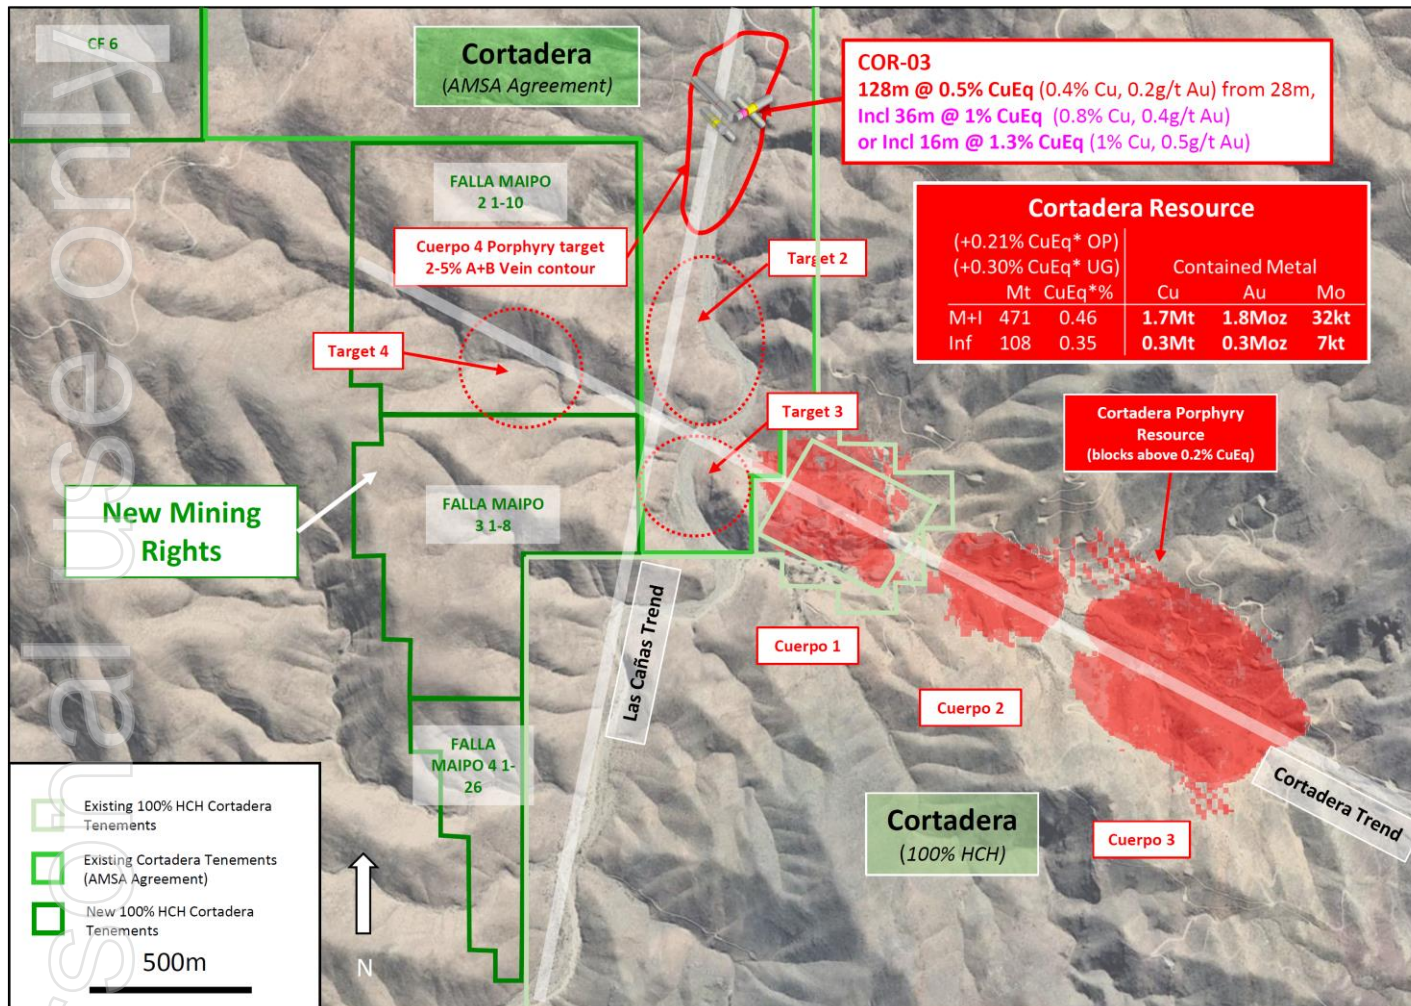 CF 6
Cortadera
(AMSA Agreement)
COR-03
128m @ 0.5% CuEq (0.4% Cu, 0.2g/t Au) from 28m,
Incl 36m @ 1% CuEq (0.8% Cu, 0.4g/t Au)
or Incl 16m @ 1.3% CuEq (1% Cu, 0.5g/t Au)
FALLA MAIPO
2 1-10
Cuerpo 4 Porphyry target
2-5% A+B Vein contour
Target 2
Cortadera Resource
(+0.21% CuEq* OP)
(+0.30% CuEq* UG) Contained Metal
Mt CuEq*% Cu Au Mo
M+I 471 0.46 1.7Mt 1.8Moz 32kt
Inf 108 0.35 0.3Mt 0.3Moz 7kt
Target 4
Target 3
Cortadera Porphyry
Resource
(blocks above 0.2% CuEq)
New Mining
Rights
FALLA MAIPO
3 1-8
Las Cañas Trend
Cuerpo 1
Cuerpo 2
FALLA
MAIPO 4 1-
26
Cortadera
(100% HCH)
Cuerpo 3
Cortadera Trend
Existing 100% HCH Cortadera
Tenements
Existing Cortadera Tenements
(AMSA Agreement)
New 100% HCH Cortadera
Tenements
500m
N
sonal use only